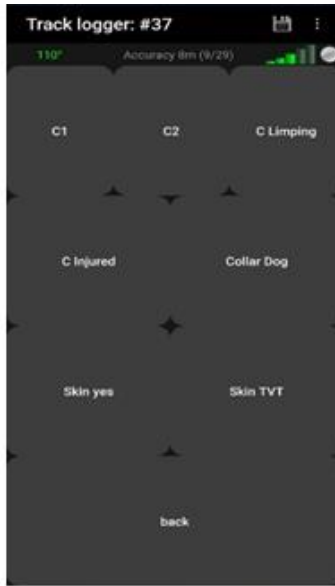 Track logger: #37
110° Accuracy 8m (9/29)
C1 C2 C Limping
C Injured Collar Dog
Skin yes Skin TVT
back